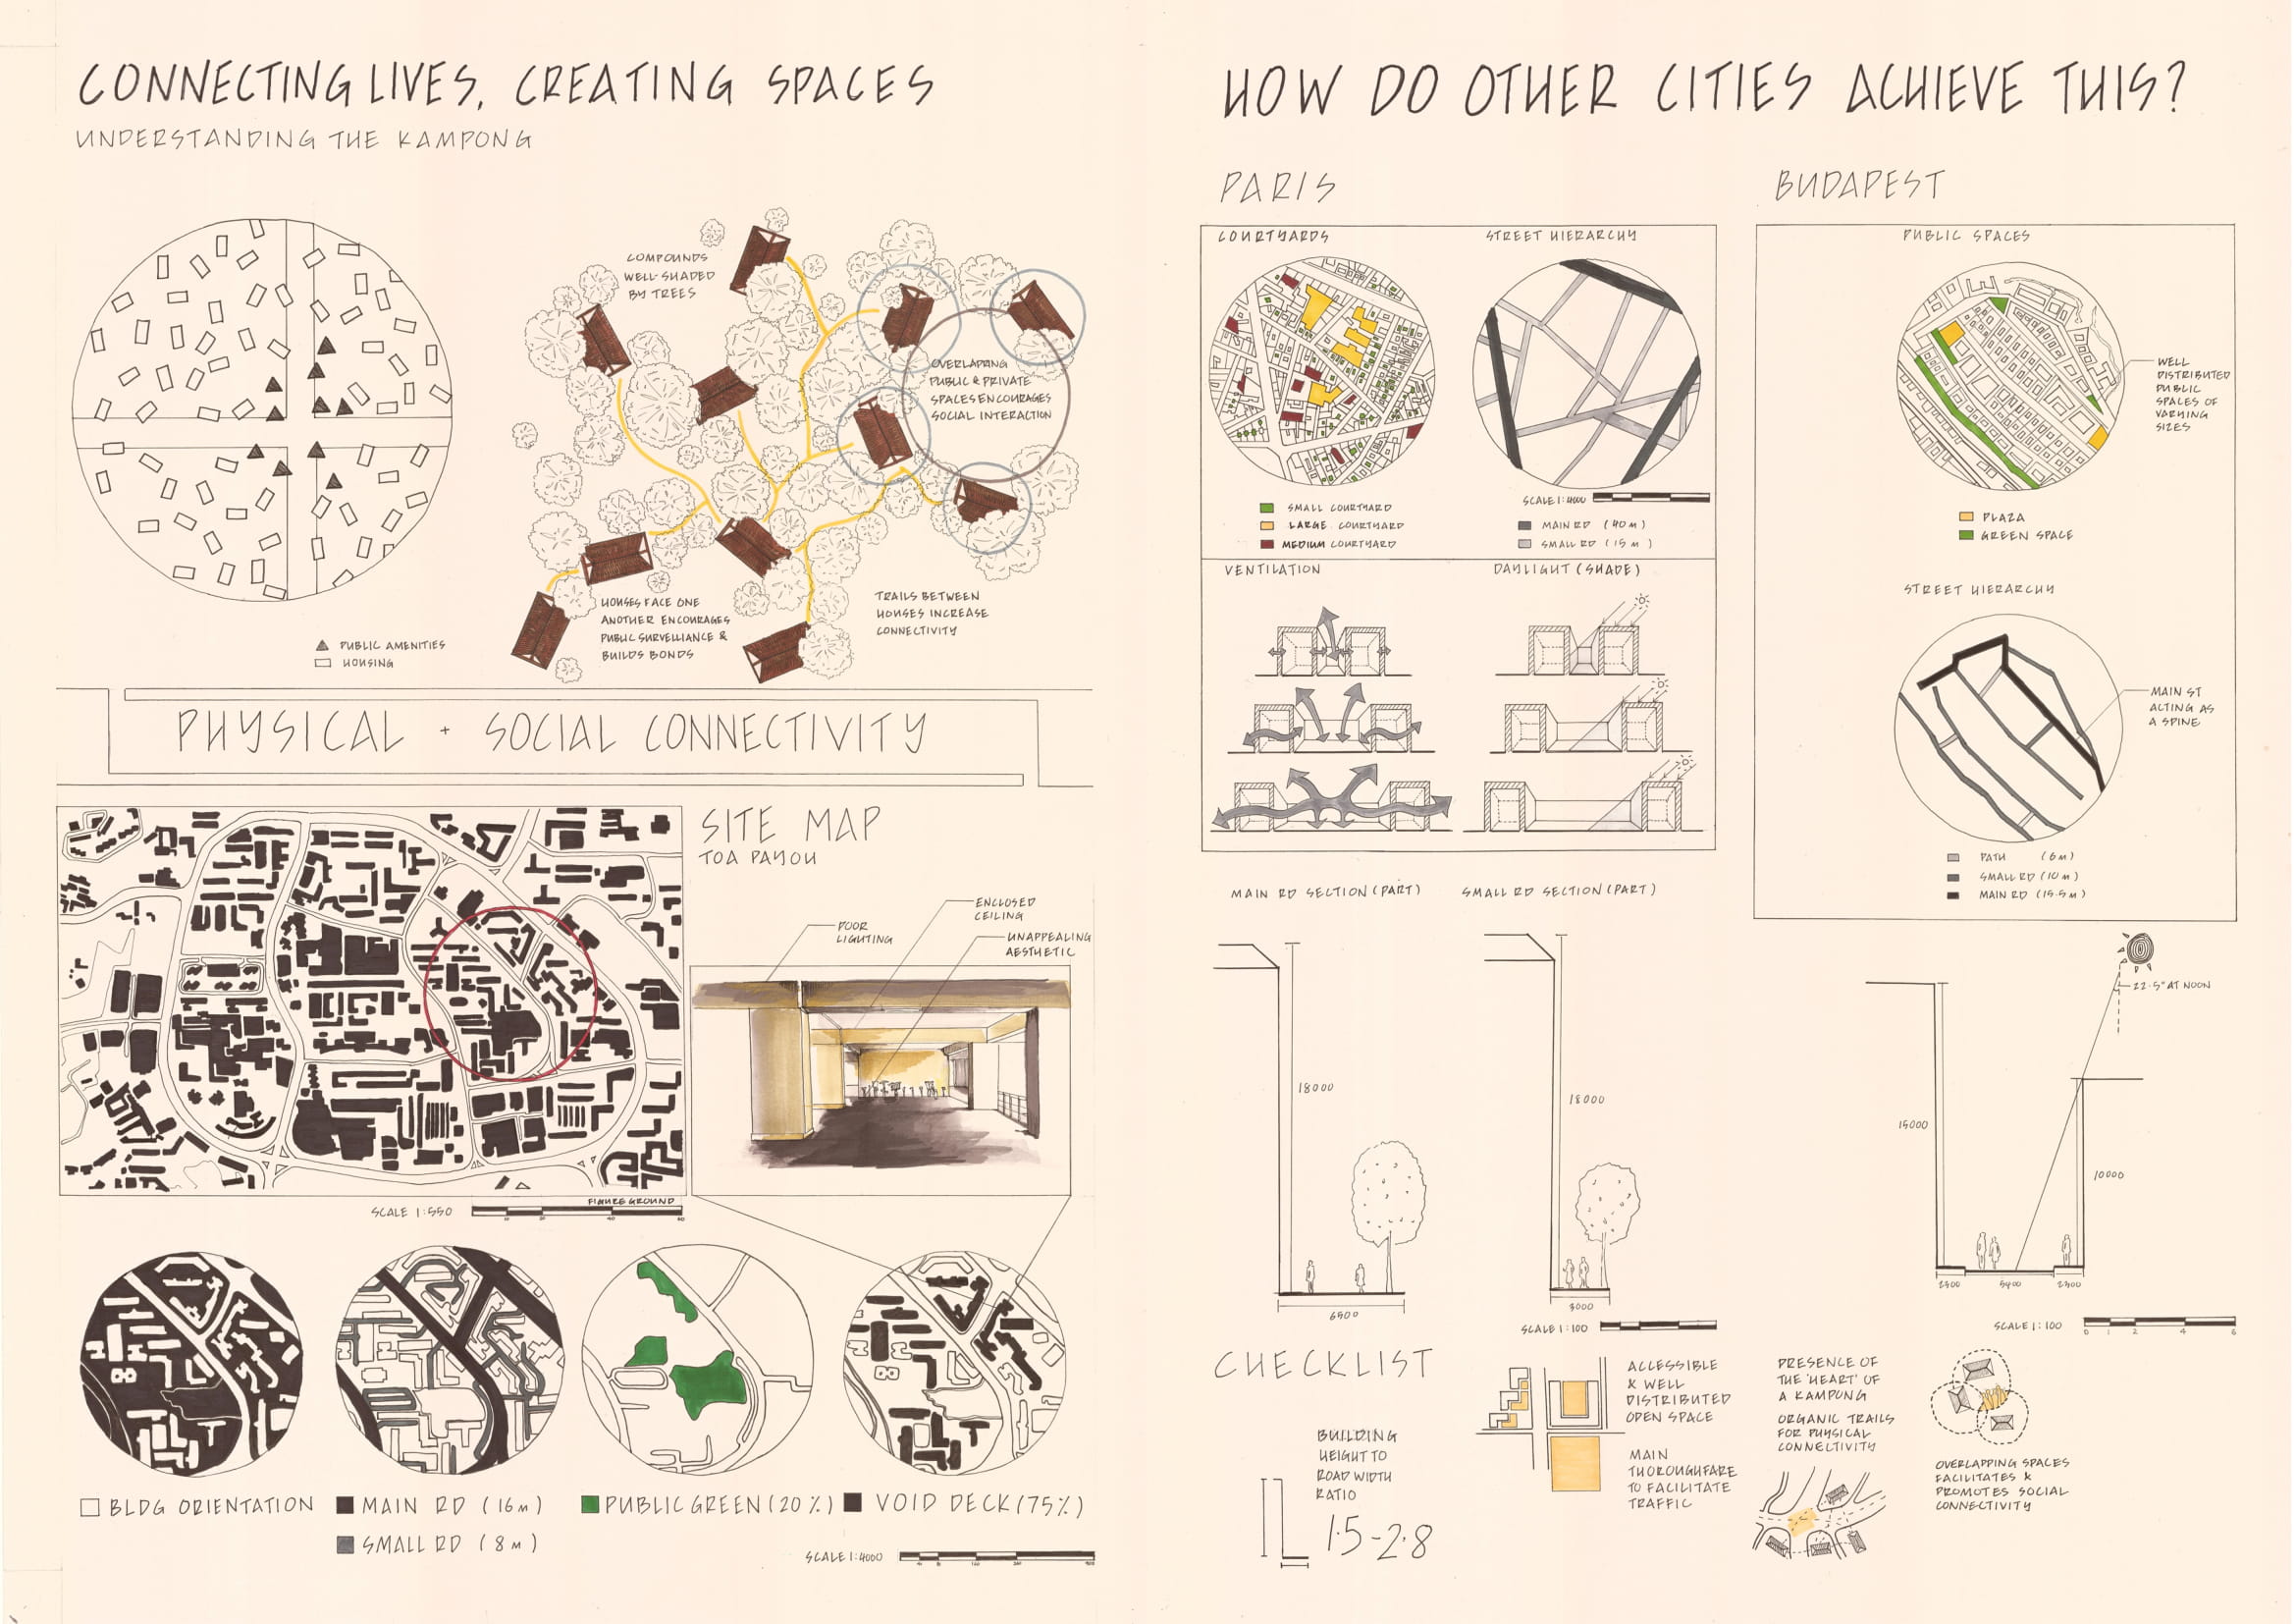 CONNECTING LIVES, CREATING SPACES
UNDERSTANDING THE KAMPONG
COMPOUNDS
WELL-SHADED
BY TREES
OVERLAPING
PUBLIC & PRIVATE
SPACES ENCOURAGES
SOCIAL INTERACTION
HOUSES FACE ONE
ANOTHER ENCOURAGES
PUBLIC SURVEILLIANCE &
BUILDS BONDS
TRAILS BETWEEN
HOUSES INCREASE
CONNECTIVITY
PUBLIC AMENITIES
HOUSING
PHYSICAL + SOCIAL CONNECTIVITY
SITE MAP
TOA PAYOH
POOR
LIGHTING
ENCLOSED
CEILING
UNAPPEALING
AESTHETIC
FIGURE GROUND
SCALE 1:550
BLDG ORIENTATION
MAIN RD (16M)
SMALL RD (8M)
PUBLIC GREEN (20%)
VOID DECK (75%)
SCALE 1:4000
HOW DO OTHER CITIES ACHIEVE THIS?
PARIS
COURTYARDS
STREET HIERARCHY
SMALL COURTYARD
LARGE COURTYARD
MEDIUM COURTYARD
SCALE 1:4000
MAIN RD (40M)
SMALL RD (15M)
VENTILATION
DAYLIGHT (SHADE)
BUDAPEST
PUBLIC SPACES
WELL
DISTRIBUTED
PUBLIC
SPACES OF
VARYING
SIZES
PLAZA
GREEN SPACE
STREET HIERARCHY
MAIN ST
ACTING AS
A SPINE
PATH (6M)
SMALL RD (10M)
MAIN RD (15.5M)
MAIN RD SECTION (PART)
SMALL RD SECTION (PART)
18000
6500
18000
3000
SCALE 1:100
22.5° AT NOON
15000
10000
2300
5400
2300
SCALE 1:100
0 1 2 4 6
CHECKLIST
BUILDING
HEIGHT TO
ROAD WIDTH
RATIO
1.5-2.8
ACCESSIBLE
& WELL
DISTRIBUTED
OPEN SPACE
MAIN
THOROUGHFARE
TO FACILITATE
TRAFFIC
PRESENCE OF
THE 'HEART' OF
A KAMPUNG
ORGANIC TRAILS
FOR PHYSICAL
CONNECTIVITY
OVERLAPPING SPACES
FACILITATES &
PROMOTES SOCIAL
CONNECTIVITY